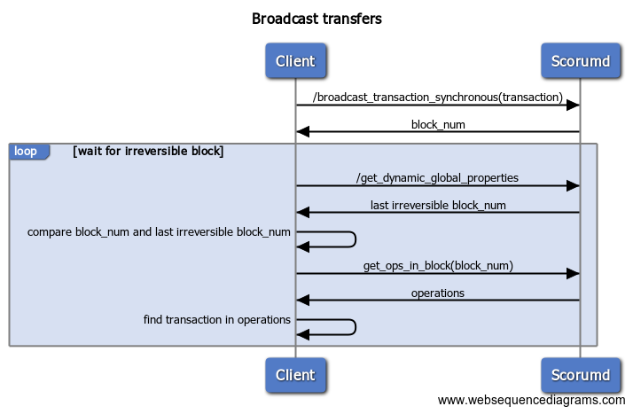 Broadcast transfers
Client
Scorumd
/broadcast_transaction_synchronous(transaction)
block_num
loop
[wait for irreversible block]
/get_dynamic_global_properties
last irreversible block_num
compare block_num and last irreversible block_num
get_ops_in_block(block_num)
operations
find transaction in operations
Client
Scorumd
www.websequencediagrams.com